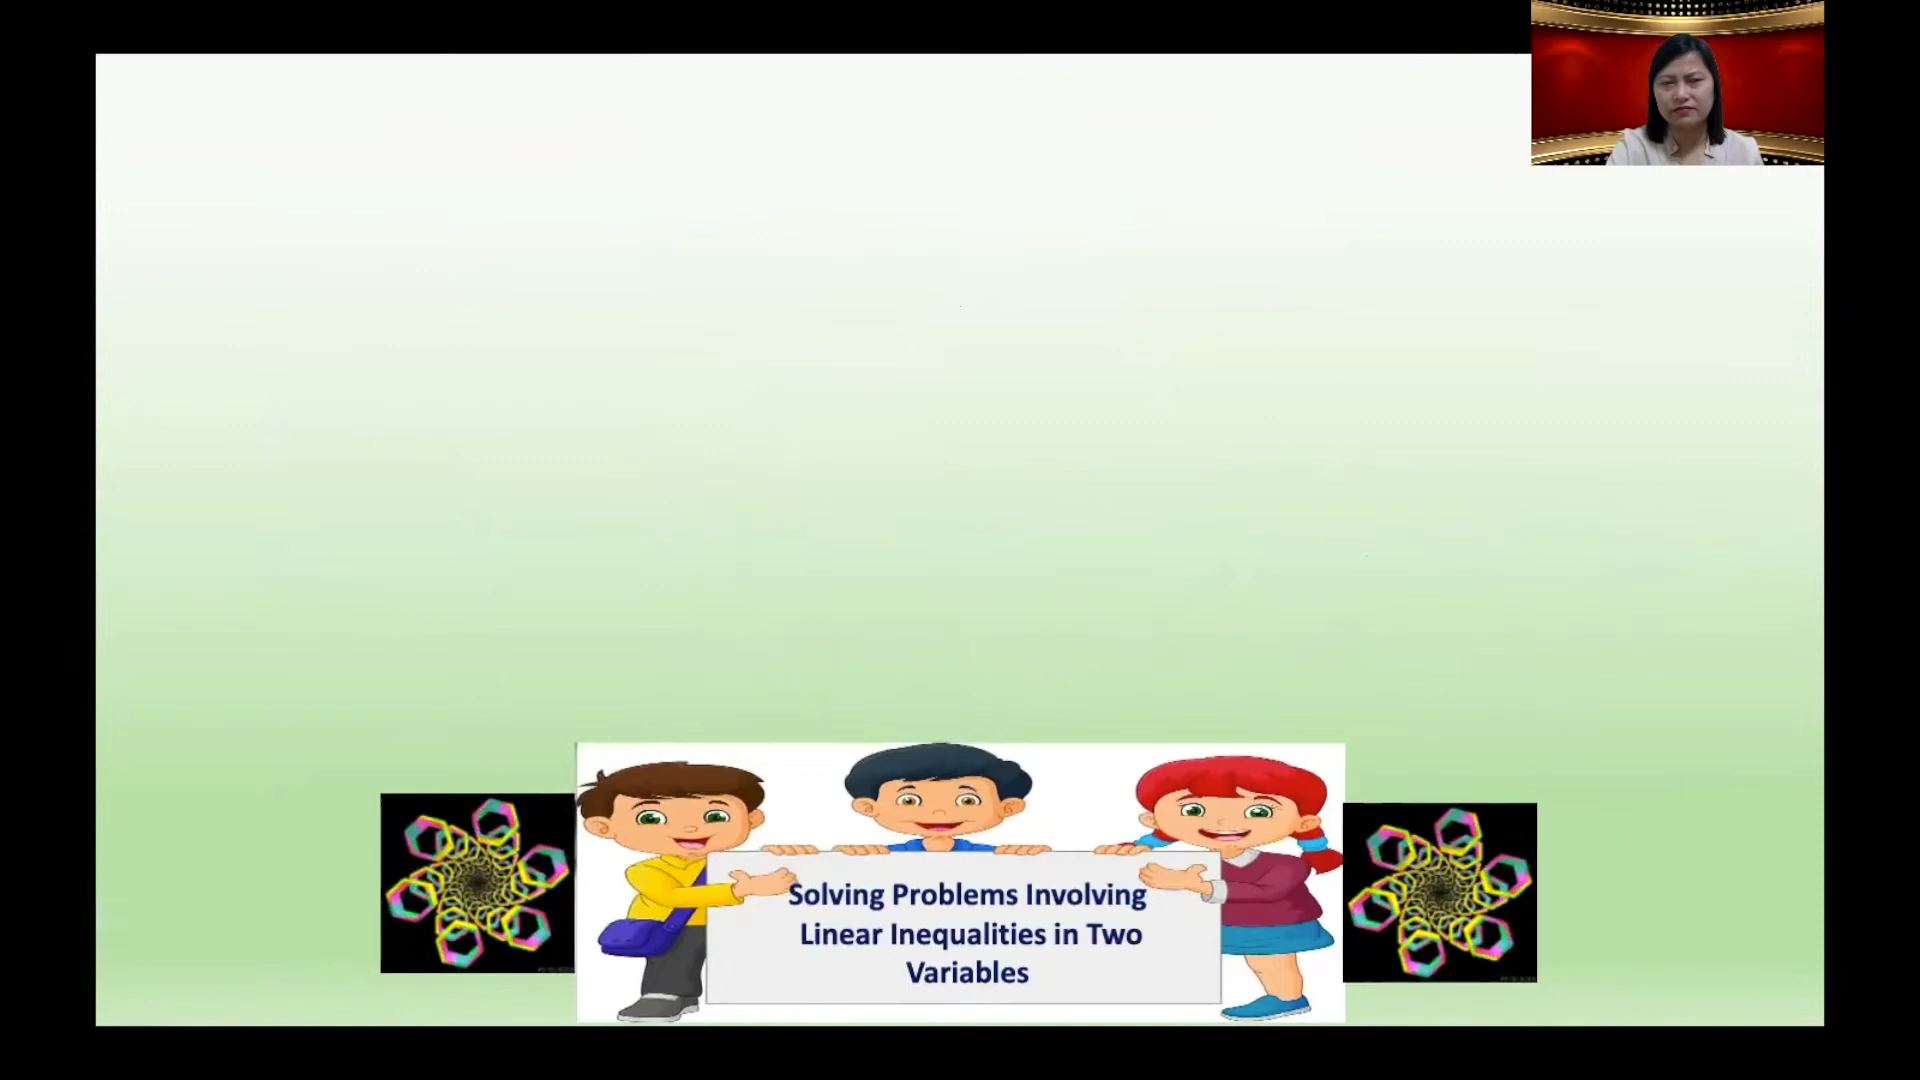 Solving Problems Involving
Linear Inequalities in Two
Variables